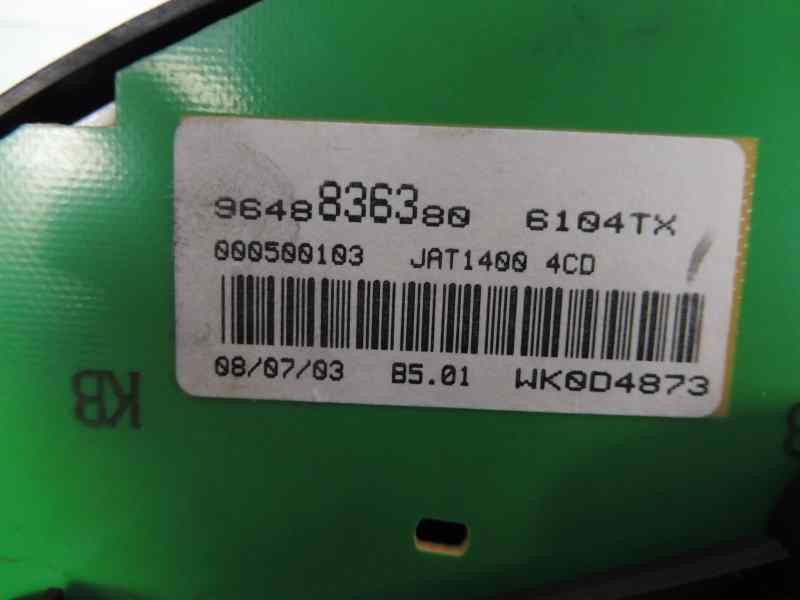 9648836380 6104TX
000500103 JAT1400 4CD
08/07/03 B5.01 WK0D4873
KB